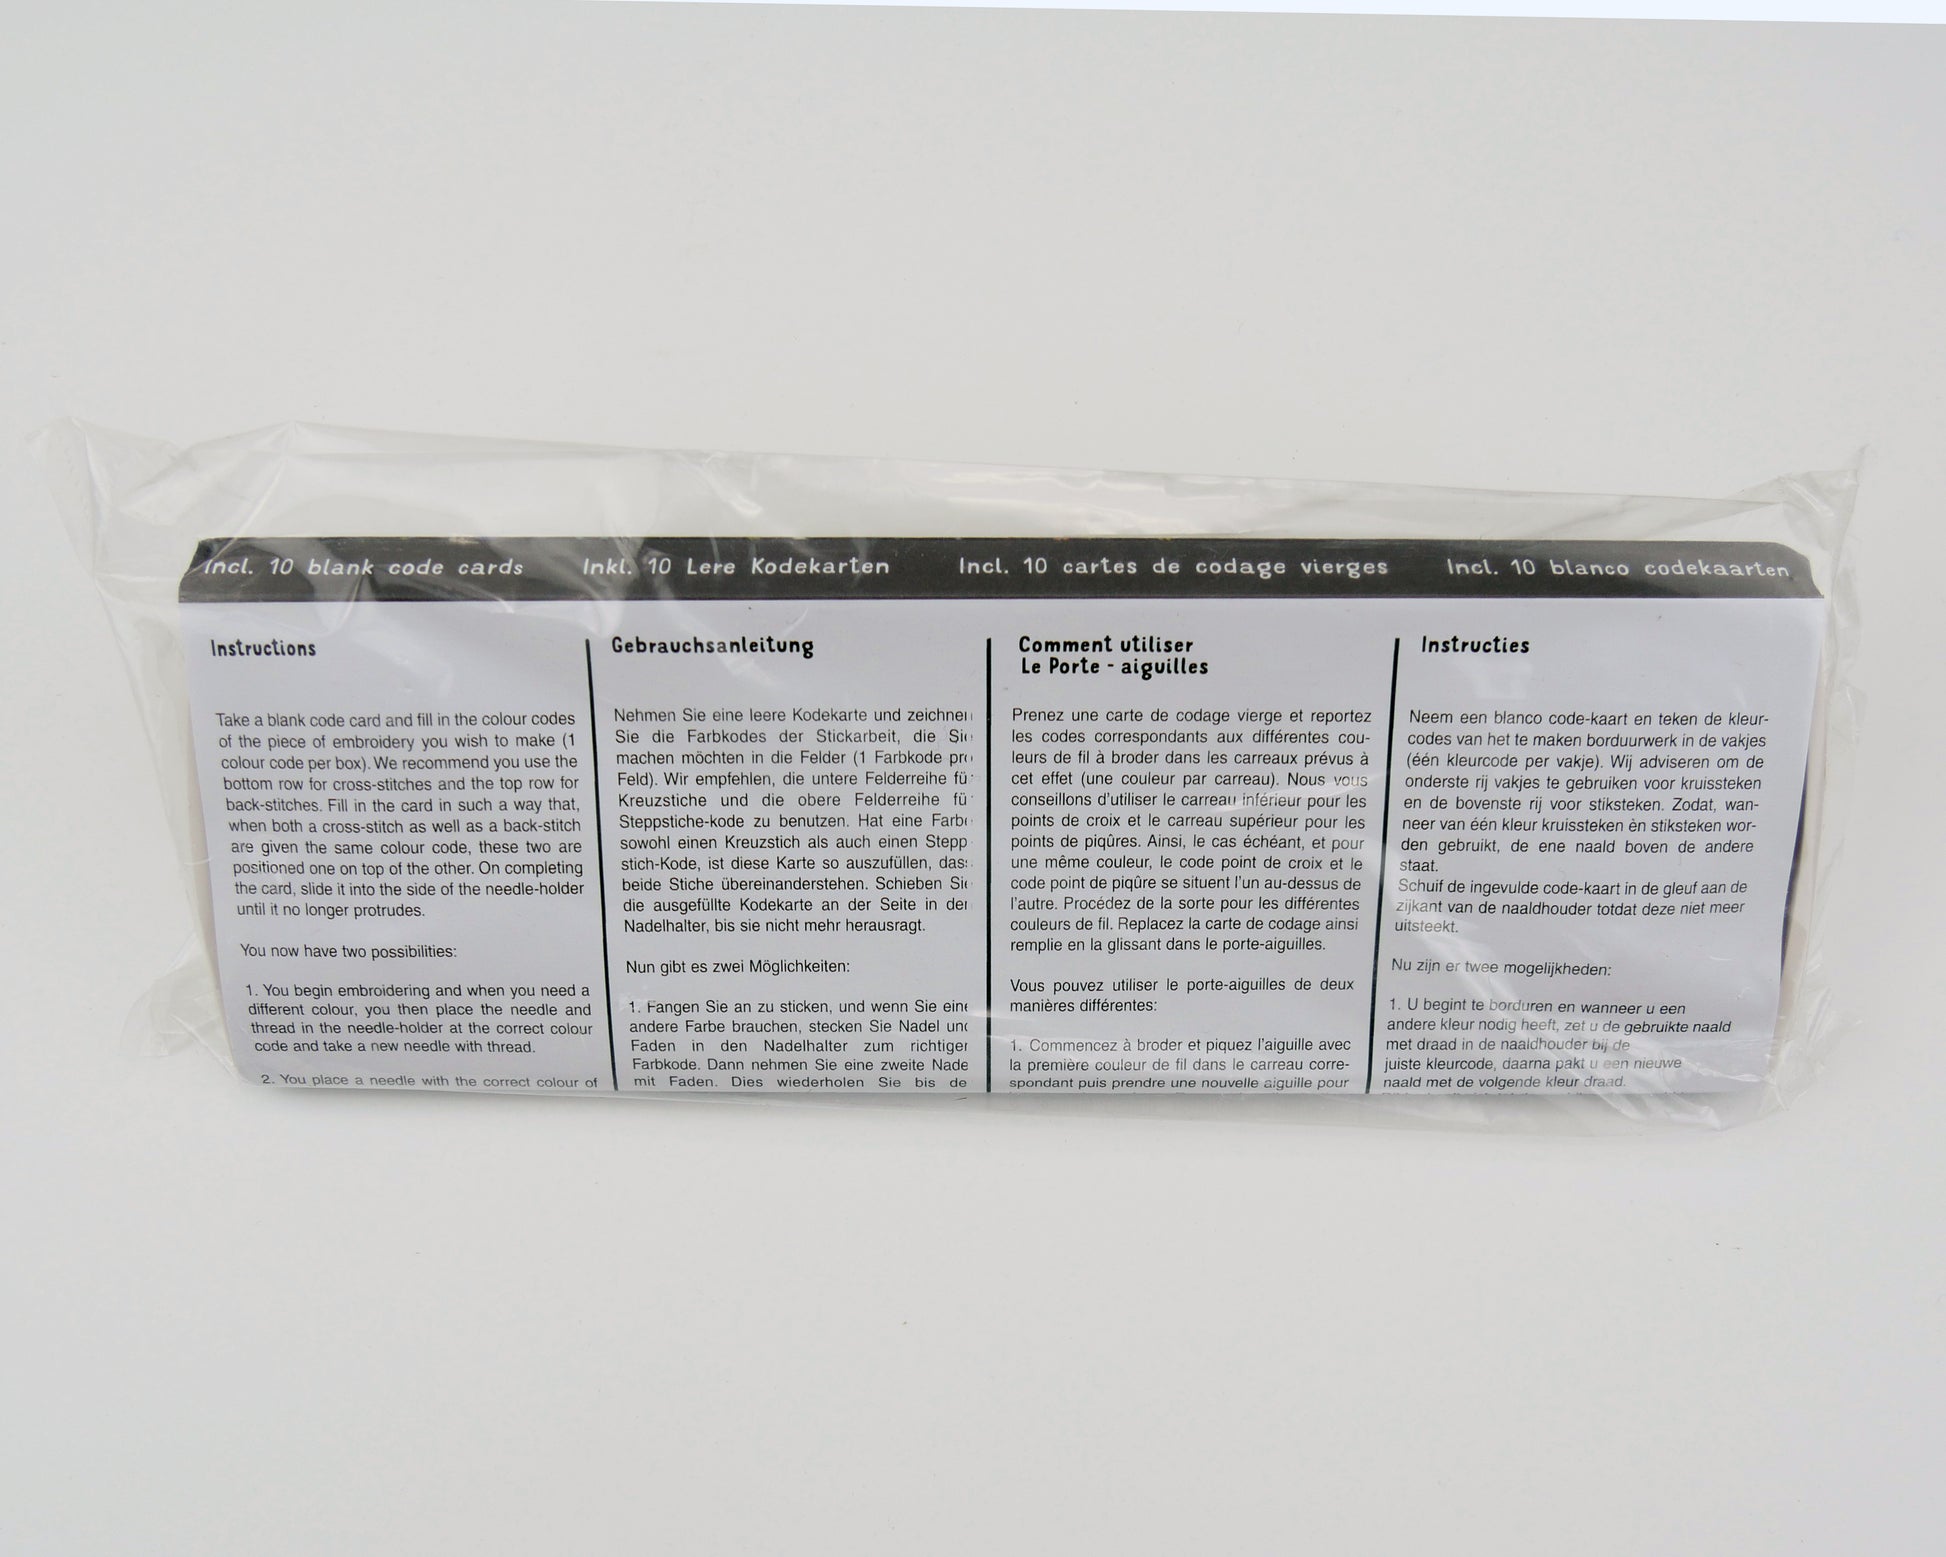 Incl. 10 blank code cards
Inkl. 10 Lere Kodekarten
Incl. 10 cartes de codage vierges
Incl. 10 blanco codekaarten
Instructions
Take a blank code card and fill in the colour codes
of the piece of embroidery you wish to make (1
colour code per box). We recommend you use the
bottom row for cross-stitches and the top row for
back-stitches. Fill in the card in such a way that,
when both a cross-stitch as well as a back-stitch
are given the same colour code, these two are
positioned one on top of the other. On completing
the card, slide it into the side of the needle-holder
until it no longer protrudes.
You now have two possibilities:
1. You begin embroidering and when you need a
different colour, you then place the needle and
thread in the needle-holder at the correct colour
code and take a new needle with thread.
2. You place a needle with the correct colour of
Gebrauchsanleitung
Nehmen Sie eine leere Kodekarte und zeichnen
Sie die Farbkodes der Stickarbeit, die Sie
machen möchten in die Felder (1 Farbkode pro
Feld). Wir empfehlen, die untere Felderreihe fü
Kreuzstiche und die obere Felderreihe fü
Steppstiche-kode zu benutzen. Hat eine Farbe
sowohl einen Kreuzstich als auch einen Stepp
stich-Kode, ist diese Karte so auszufüllen, dass
beide Stiche übereinanderstehen. Schieben Sie
die ausgefüllte Kodekarte an der Seite in den
Nadelhalter, bis sie nicht mehr herausragt.
Nun gibt es zwei Möglichkeiten:
1. Fangen Sie an zu sticken, und wenn Sie eine
andere Farbe brauchen, stecken Sie Nadel und
Faden in den Nadelhalter zum richtiger
Farbkode. Dann nehmen Sie eine zweite Nade
mit Faden. Dies wiederholen Sie bis de
Comment utiliser
Le Porte - aiguilles
Prenez une carte de codage vierge et reportez
les codes correspondants aux différentes cou-
leurs de fil à broder dans les carreaux prévus à
cet effet (une couleur par carreau). Nous vous
conseillons d'utiliser le carreau inférieur pour les
points de croix et le carreau supérieur pour les
points de piqûres. Ainsi, le cas échéant, et pour
une même couleur, le code point de croix et le
code point de piqûre se situent l'un au-dessus de
l'autre. Procédez de la sorte pour les différentes
couleurs de fil. Replacez la carte de codage ainsi
remplie en la glissant dans le porte-aiguilles.
Vous pouvez utiliser le porte-aiguilles de deux
manières différentes:
1. Commencez à broder et piquez l'aiguille avec
la première couleur de fil dans le carreau corre-
spondant puis prendre une nouvelle aiguille pour
Instructies
Neem een blanco code-kaart en teken de kleur-
codes van het te maken borduurwerk in de vakjes
(één kleurcode per vakje). Wij adviseren om de
onderste rij vakjes te gebruiken voor kruissteken
en de bovenste rij voor stiksteken. Zodat, wan-
neer van één kleur kruissteken èn stiksteken wor-
den gebruikt, de ene naald boven de andere
staat.
Schuif de ingevulde code-kaart in de gleuf aan de
zijkant van de naaldhouder totdat deze niet meer
uitsteekt.
Nu zijn er twee mogelijkheden:
1. U begint te borduren en wanneer u een
andere kleur nodig heeft, zet u de gebruikte naald
met draad in de naaldhouder bij de
juiste kleurcode, daarna pakt u een nieuwe
naald met de volgende kleur draad.